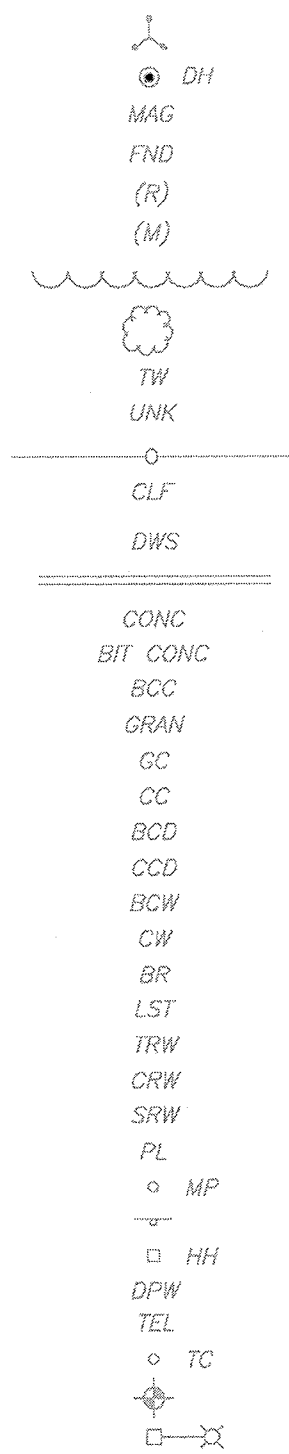 DH
MAG
FND
(R)
(M)
TW
UNK
CLF
DWS
CONC
BIT CONC
BCC
GRAN
GC
CC
BCD
CCD
BCW
CW
BR
LST
TRW
CRW
SRW
PL
MP
HH
DPW
TEL
TC